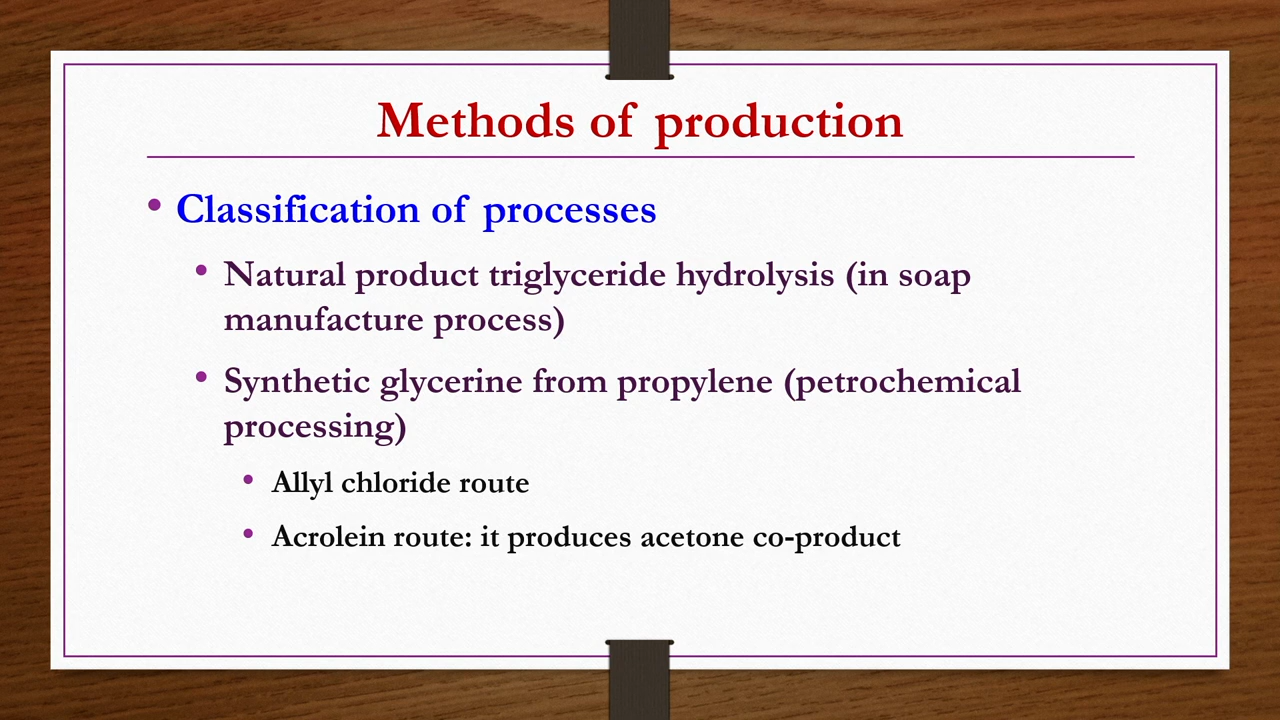 Methods of production
• Classification of processes
• Natural product triglyceride hydrolysis (in soap
manufacture process)
• Synthetic glycerine from propylene (petrochemical
processing)
• Allyl chloride route
• Acrolein route: it produces acetone co-product